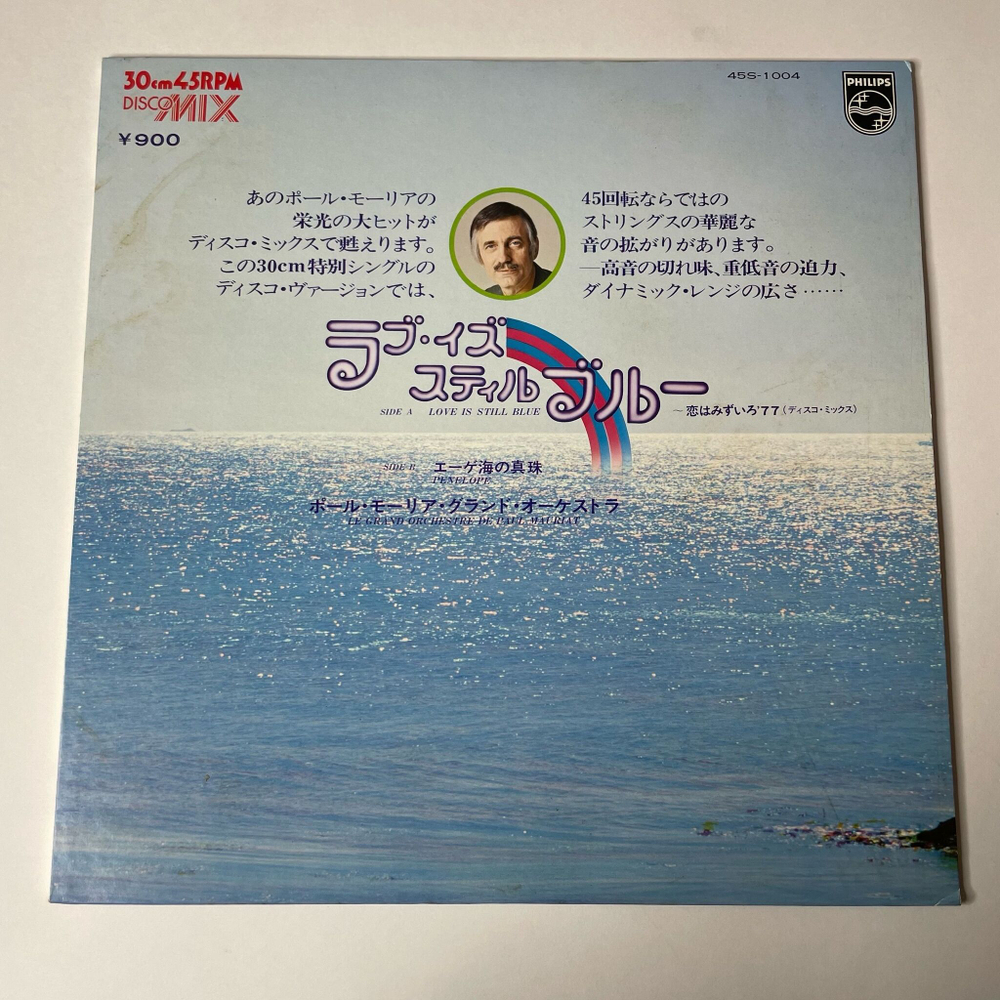 30cm 45RPM
DISCO MIX
¥900
45S-1004
PHILIPS
あのポール・モーリアの
栄光の大ヒットが
ディスコ・ミックスで甦えります。
この30cm特別シングルの
ディスコ・ヴァージョンでは、
45回転ならではの
ストリングスの華麗な
音の拡がりがあります。
—高音の切れ味、重低音の迫力、
ダイナミック・レンジの広さ……
ラブ・イズ
スティルブルー
SIDE A LOVE IS STILL BLUE
〜恋はみずいろ'77(ディスコ・ミックス)
SIDE B エーゲ海の真珠
PENELOPE
ポール・モーリア・グランド・オーケストラ
LE GRAND ORCHESTRE DE PAUL MAURIAT